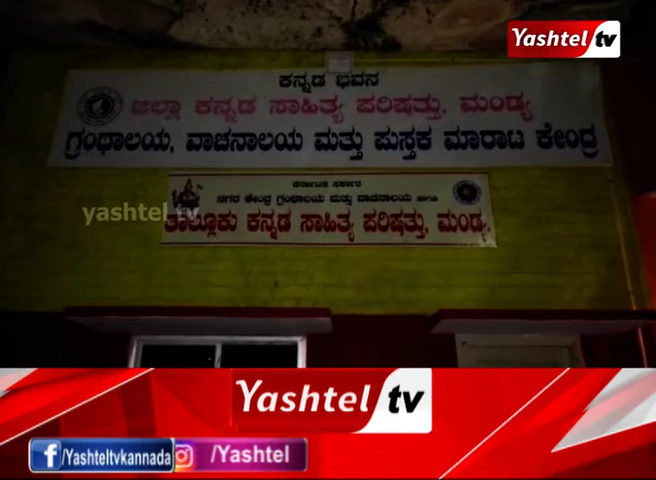 Yashtel tv
ಕನ್ನಡ ಭವನ
ಜಿಲ್ಲಾ ಕನ್ನಡ ಸಾಹಿತ್ಯ ಪರಿಷತ್ತು, ಮಂಡ್ಯ
ಗ್ರಂಥಾಲಯ, ವಾಚನಾಲಯ ಮತ್ತು ಪುಸ್ತಕ ಮಾರಾಟ ಕೇಂದ್ರ
ಕರ್ನಾಟಕ ಸರ್ಕಾರ
ನಗರ ಕೇಂದ್ರ ಗ್ರಂಥಾಲಯ ಮತ್ತು ವಾಚನಾಲಯ ಹಾಗೂ
yashtel tv
ತಾಲ್ಲೂಕು ಕನ್ನಡ ಸಾಹಿತ್ಯ ಪರಿಷತ್ತು, ಮಂಡ್ಯ.
Yashtel tv
/Yashteltvkannada /Yashtel